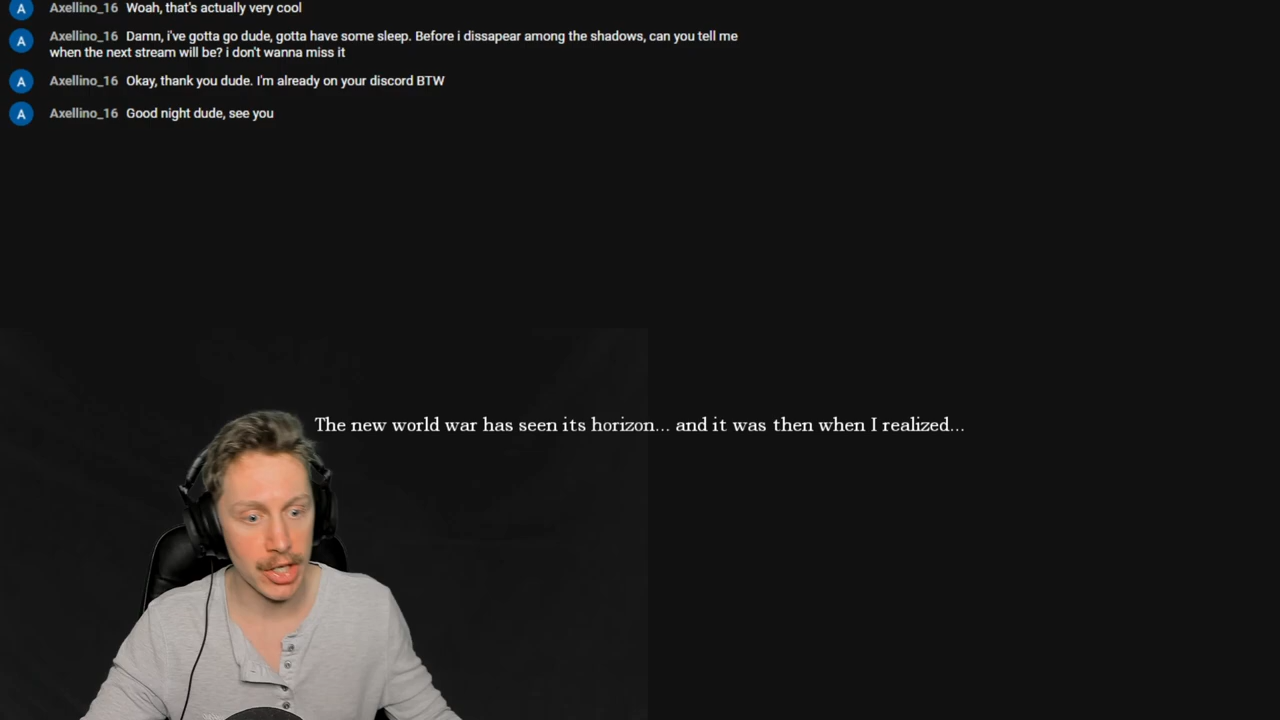 A Axellino_16 Woah, that's actually very cool
A Axellino_16 Damn, i've gotta go dude, gotta have some sleep. Before i dissapear among the shadows, can you tell me
when the next stream will be? i don't wanna miss it
A Axellino_16 Okay, thank you dude. I'm already on your discord BTW
A Axellino_16 Good night dude, see you
The new world war has seen its horizon... and it was then when I realized...